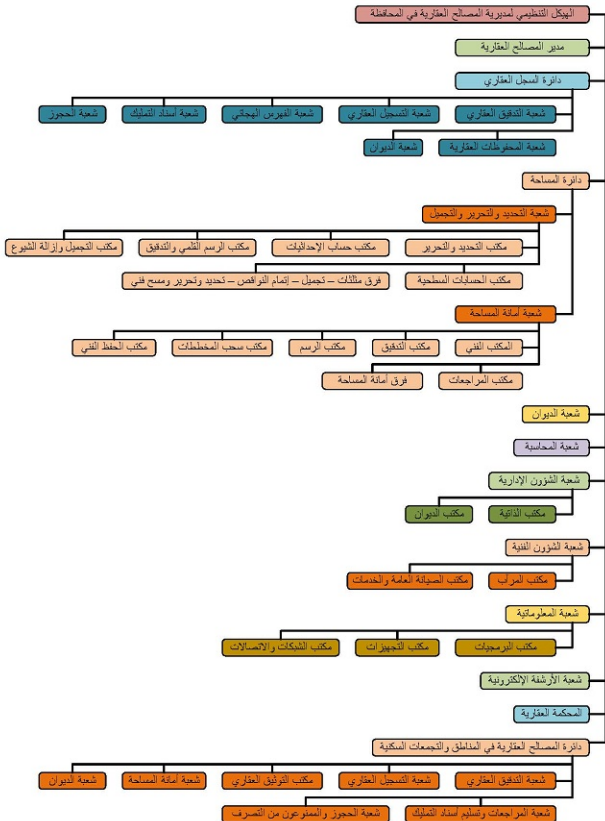 الهيكل التنظيمي لمديرية المصالح العقارية في المحافظة
مدير المصالح العقارية
دائرة السجل العقاري
شعبة التدقيق العقاري
شعبة التسجيل العقاري
شعبة الفهرس الهجائي
شعبة أسناد التمليك
شعبة الحجوز
شعبة المحفوظات العقارية
شعبة الديوان
دائرة المساحة
شعبة التحديد والتحرير والتجميل
مكتب التحديد والتحرير
مكتب حساب الإحداثيات
مكتب الرسم القلمي والتدقيق
مكتب التجميل وإزالة الشيوع
مكتب الحسابات السطحية
فرق مثلثات – تجميل – إتمام النواقص – تحديد وتحرير ومسح فني
شعبة أمانة المساحة
المكتب الفني
مكتب التدقيق
مكتب الرسم
مكتب سحب المخططات
مكتب الحفظ الفني
مكتب المراجعات
فرق أمانة المساحة
شعبة الديوان
شعبة المحاسبة
شعبة الشؤون الإدارية
مكتب الذاتية
مكتب الديوان
شعبة الشؤون الفنية
مكتب المرآب
مكتب الصيانة العامة والخدمات
شعبة المعلوماتية
مكتب البرمجيات
مكتب التجهيزات
مكتب الشبكات والاتصالات
شعبة الأرشفة الإلكترونية
المحكمة العقارية
دائرة المصالح العقارية في المناطق والتجمعات السكنية
شعبة التدقيق العقاري
شعبة التسجيل العقاري
مكتب التوثيق العقاري
شعبة أمانة المساحة
شعبة الديوان
شعبة المراجعات وتسليم أسناد التمليك
شعبة الحجوز والممنوعون من التصرف